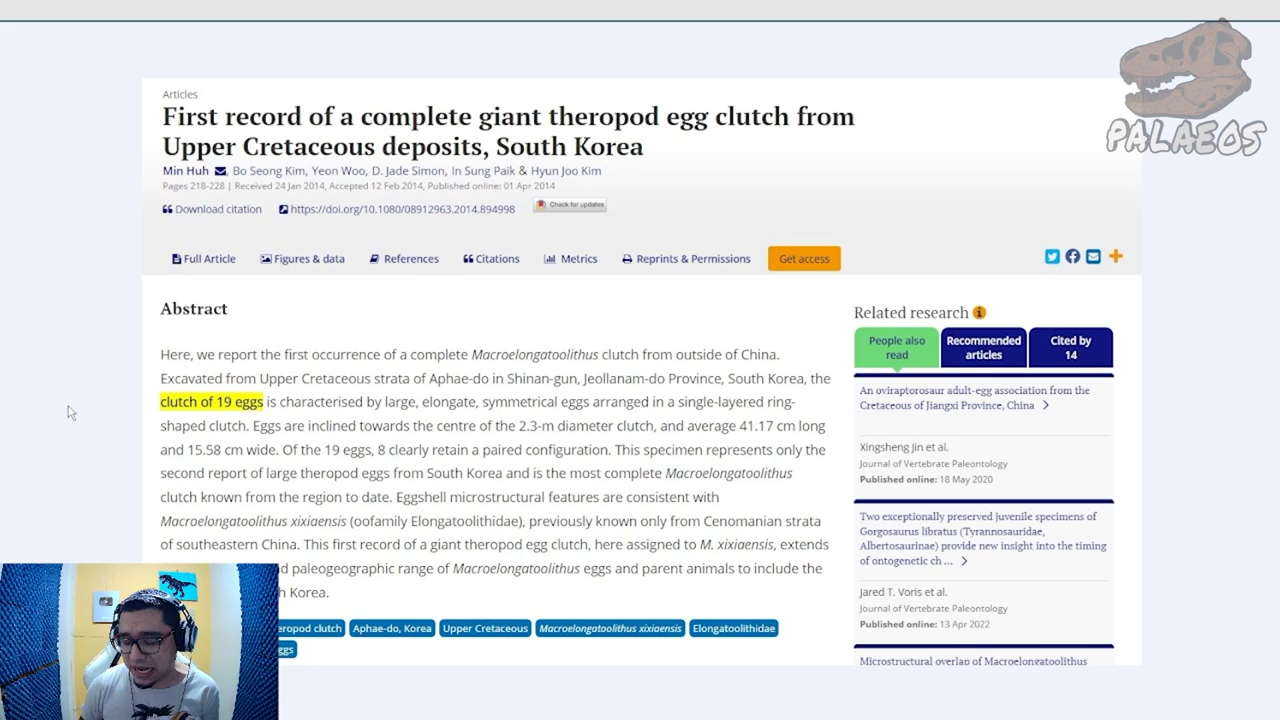 PALAEOS
Articles
First record of a complete giant theropod egg clutch from
Upper Cretaceous deposits, South Korea
Min Huh, Bo Seong Kim, Yeon Woo, D. Jade Simon, In Sung Paik & Hyun Joo Kim
Pages 218-228 | Received 24 Jan 2014, Accepted 12 Feb 2014, Published online: 01 Apr 2014
Download citation https://doi.org/10.1080/08912963.2014.894998 Check for updates
Full Article Figures & data References Citations Metrics Reprints & Permissions Get access
Abstract
Here, we report the first occurrence of a complete Macroelongatoolithus clutch from outside of China.
Excavated from Upper Cretaceous strata of Aphae-do in Shinan-gun, Jeollanam-do Province, South Korea, the
clutch of 19 eggs is characterised by large, elongate, symmetrical eggs arranged in a single-layered ring-
shaped clutch. Eggs are inclined towards the centre of the 2.3-m diameter clutch, and average 41.17 cm long
and 15.58 cm wide. Of the 19 eggs, 8 clearly retain a paired configuration. This specimen represents only the
second report of large theropod eggs from South Korea and is the most complete Macroelongatoolithus
clutch known from the region to date. Eggshell microstructural features are consistent with
Macroelongatoolithus xixiaensis (oofamily Elongatoolithidae), previously known only from Cenomanian strata
of southeastern China. This first record of a giant theropod egg clutch, here assigned to M. xixiaensis, extends
d paleogeographic range of Macroelongatoolithus eggs and parent animals to include the
h Korea.
eropod clutch Aphae-do, Korea Upper Cretaceous Macroelongatoolithus xixiaensis Elongatoolithidae
ggs
Related research
People also
read
Recommended
articles
Cited by
14
An oviraptorosaur adult-egg association from the
Cretaceous of Jiangxi Province, China
Xingsheng Jin et al.
Journal of Vertebrate Paleontology
Published online: 18 May 2020
Two exceptionally preserved juvenile specimens of
Gorgosaurus libratus (Tyrannosauridae,
Albertosaurinae) provide new insight into the timing
of ontogenetic ch ...
Jared T. Voris et al.
Journal of Vertebrate Paleontology
Published online: 13 Apr 2022
Microstructural overlap of Macroelongatoolithus